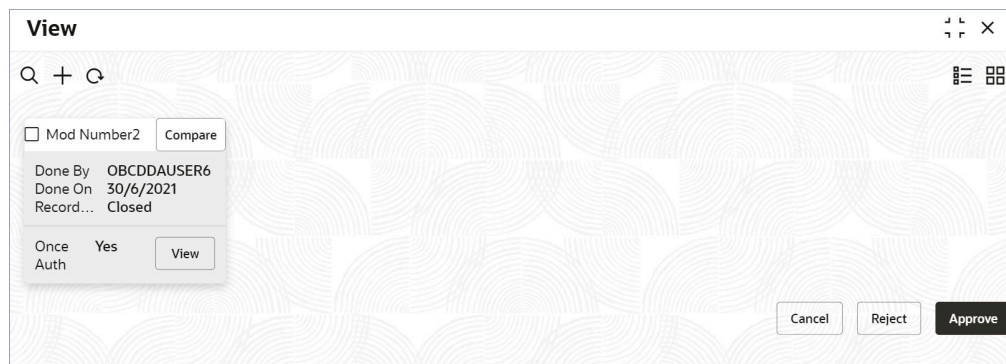 View
Mod Number2 Compare
Done By OBCDDAUSER6
Done On 30/6/2021
Record... Closed
Once Auth Yes View
Cancel Reject Approve